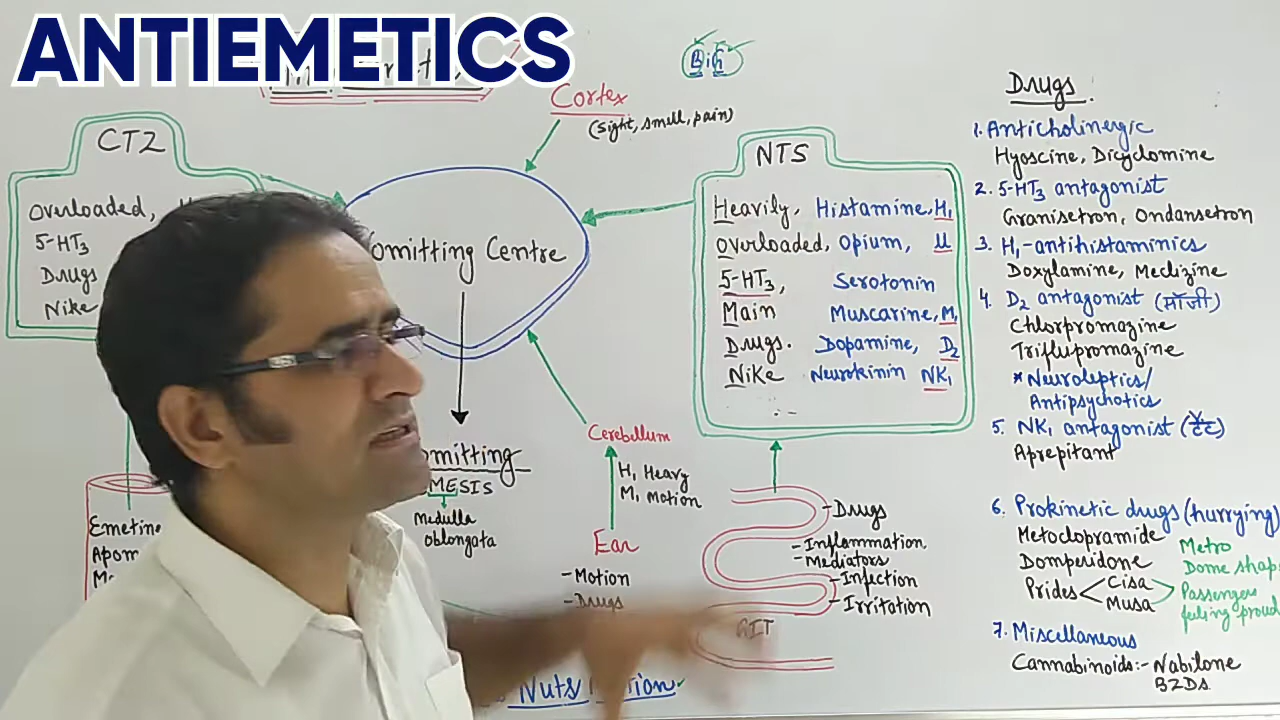 ANTIEMETICS
Cortex
(sight, smell, pain)
CTZ
Overloaded,
5-HT3
Drugs
Nike
Vomitting Centre
NTS
Heavily, Histamine, H1
Overloaded, Opium, µ
5-HT3, Serotonin
Main Muscarine, M1
Drugs. Dopamine, D2
Nike Neurokinin NK1
Emetine
Medulla
oblongata
Cerebellum
H1 Heavy
M1 Motion
Ear
- Motion
- Drugs
- Drugs
- Inflammation
- Mediators
- Infection
- Irritation
GIT
Nuts
Drugs.
1. Anticholinergic
Hyoscine, Dicyclomine
2. 5-HT3 antagonist
Granisetron, Ondansetron
3. H1-antihistaminics
Doxylamine, Meclizine
4. D2 antagonist (मॉजी)
Chlorpromazine
Triflupromazine
* Neuroleptics/
Antipsychotics
5. NK1 antagonist
Aprepitant
6. Prokinetic drugs (hurrying)
Metoclopramide
Domperidone
Prides Cisa
Musa
Metro
Dome shap
Passengers
feeling proud
7. Miscellaneous
Cannabinoids:- Nabilone
BZDs